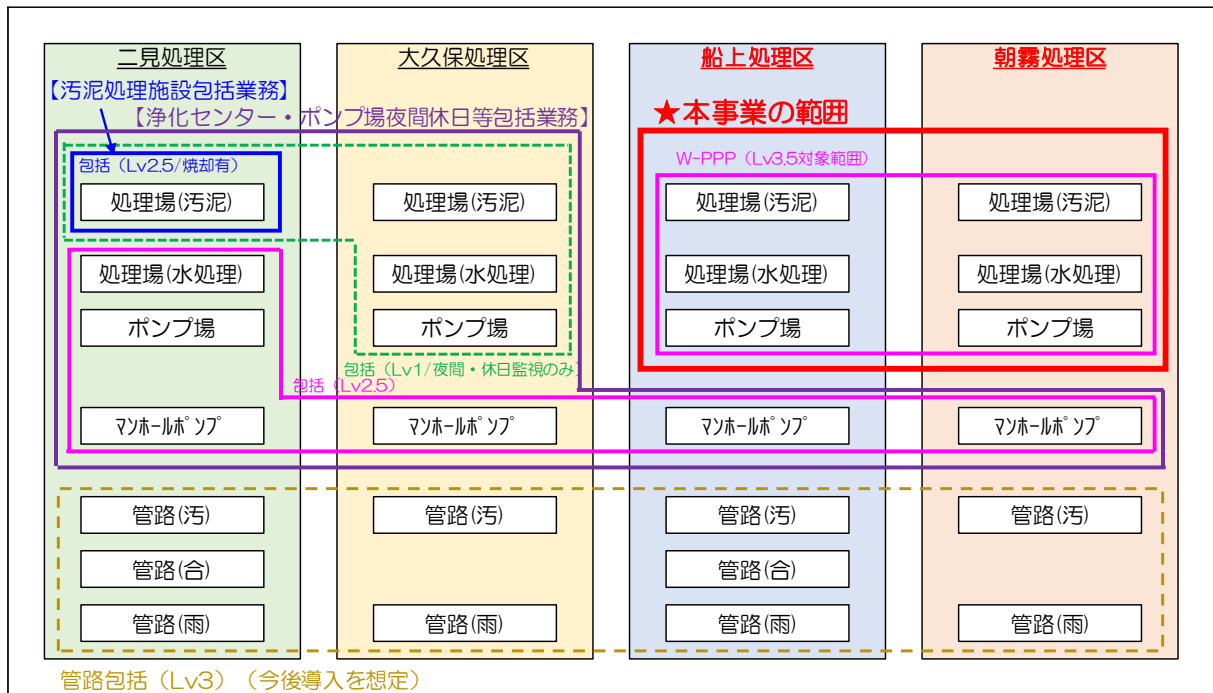 二見処理区
大久保処理区
船上処理区
朝霧処理区
【汚泥処理施設包括業務】
【浄化センター・ポンプ場夜間休日等包括業務】
★本事業の範囲
包括（Lv2.5/焼却有）
W-PPP（Lv3.5対象範囲）
処理場(汚泥)
処理場(汚泥)
処理場(汚泥)
処理場(汚泥)
処理場(水処理)
処理場(水処理)
処理場(水処理)
処理場(水処理)
ポンプ場
ポンプ場
ポンプ場
ポンプ場
包括（Lv1/夜間・休日監視のみ）
包括（Lv2.5）
ﾏﾝﾎｰﾙﾎﾟﾝﾌﾟ
ﾏﾝﾎｰﾙﾎﾟﾝﾌﾟ
ﾏﾝﾎｰﾙﾎﾟﾝﾌﾟ
ﾏﾝﾎｰﾙﾎﾟﾝﾌﾟ
管路(汚)
管路(汚)
管路(汚)
管路(汚)
管路(合)
管路(合)
管路(雨)
管路(雨)
管路(雨)
管路(雨)
管路包括（Lv3）（今後導入を想定）